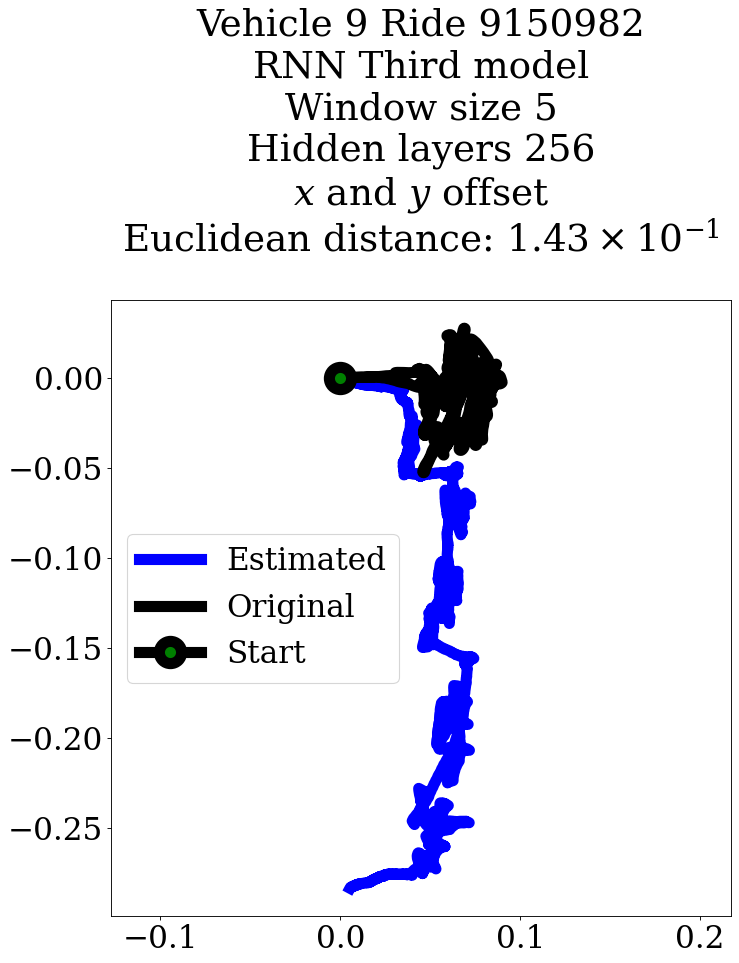 Vehicle 9 Ride 9150982
RNN Third model
Window size 5
Hidden layers 256
x and y offset
Euclidean distance: 1.43 × 10⁻¹
0.00
−0.05
−0.10
−0.15
−0.20
−0.25
Estimated
Original
Start
−0.1 0.0 0.1 0.2